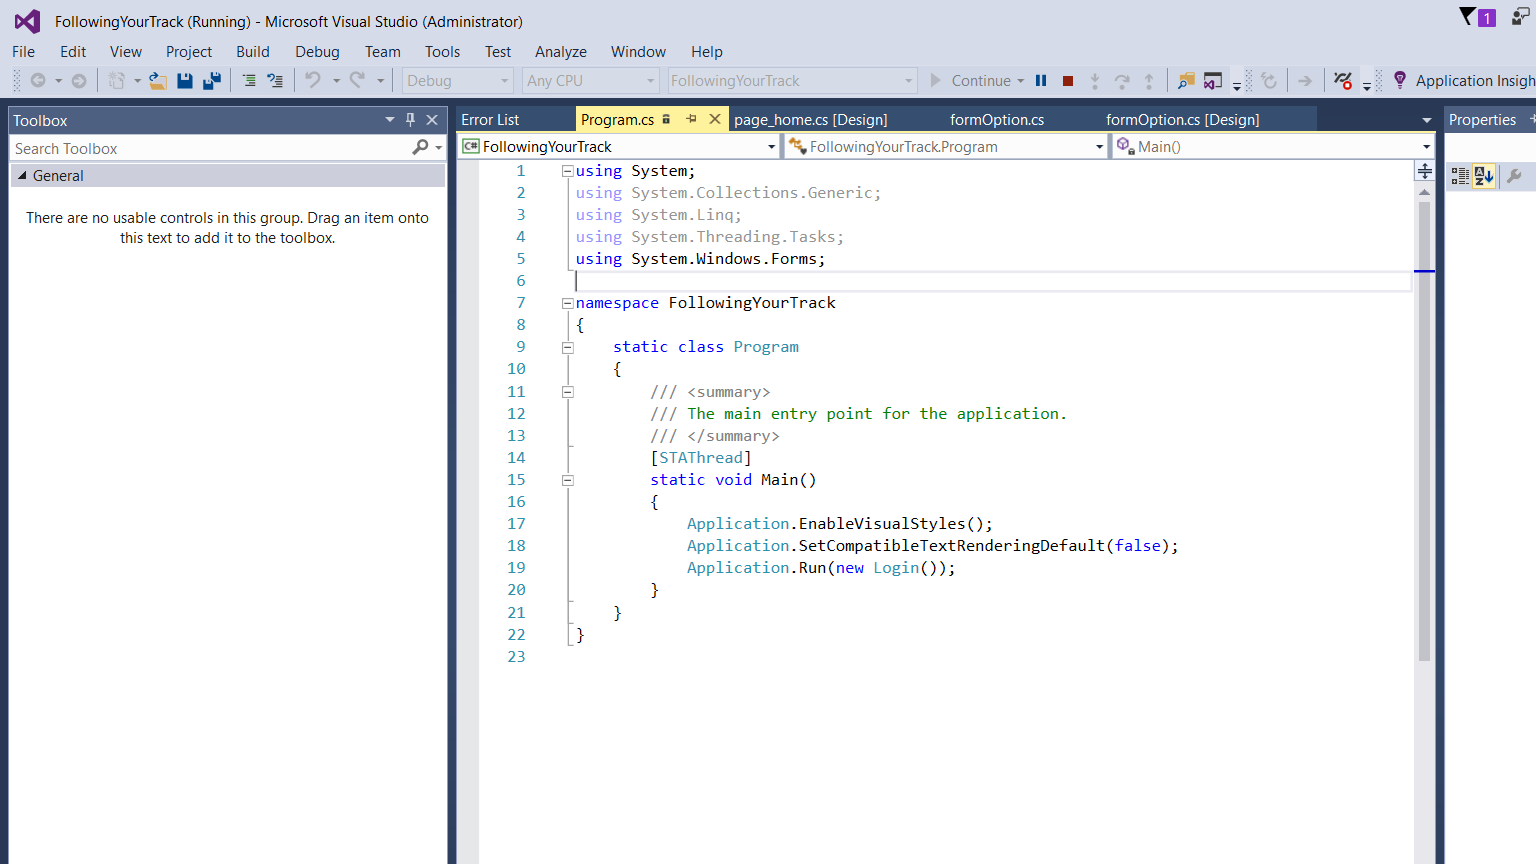 FollowingYourTrack (Running) - Microsoft Visual Studio (Administrator)
1
File Edit View Project Build Debug Team Tools Test Analyze Window Help
Debug Any CPU FollowingYourTrack Continue Application Insigh
Toolbox
Search Toolbox
General
There are no usable controls in this group. Drag an item onto
this text to add it to the toolbox.
Error List Program.cs page_home.cs [Design] formOption.cs formOption.cs [Design]
Properties
C# FollowingYourTrack FollowingYourTrack.Program Main()
1 using System;
2 using System.Collections.Generic;
3 using System.Linq;
4 using System.Threading.Tasks;
5 using System.Windows.Forms;
6
7 namespace FollowingYourTrack
8 {
9 static class Program
10 {
11 /// <summary>
12 /// The main entry point for the application.
13 /// </summary>
14 [STAThread]
15 static void Main()
16 {
17 Application.EnableVisualStyles();
18 Application.SetCompatibleTextRenderingDefault(false);
19 Application.Run(new Login());
20 }
21 }
22 }
23